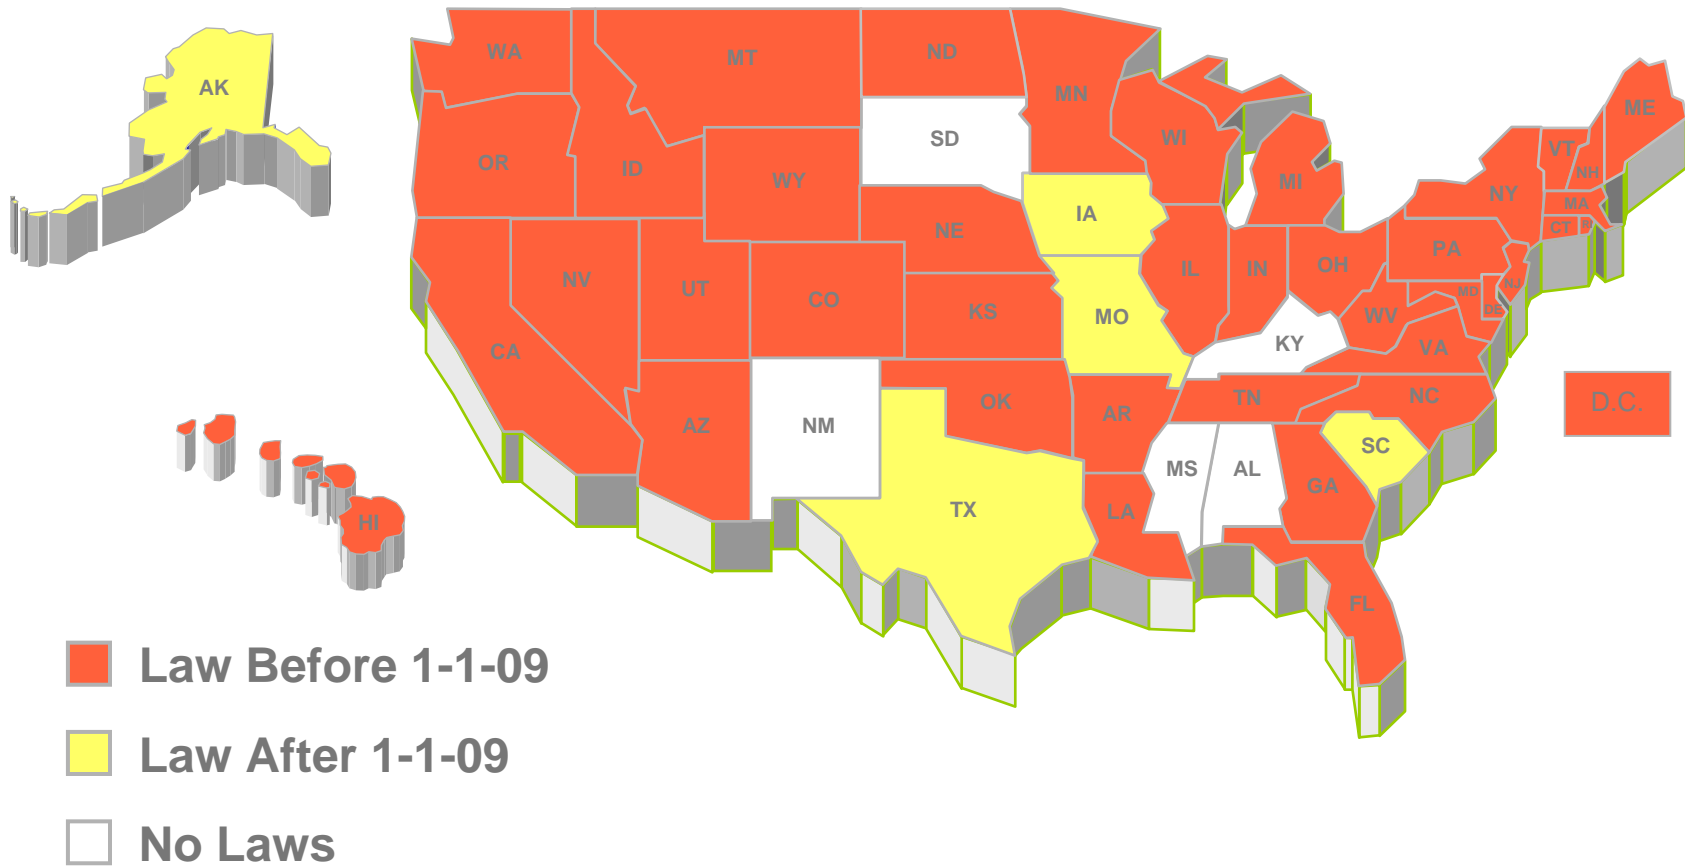 AK
WA
MT
ND
MN
SD
WI
MI
ME
VT
NH
NY
MA
CT
OR
ID
WY
IA
NE
PA
NV
UT
CO
KS
MO
IL
IN
OH
WV
MD
DE
NJ
VA
KY
CA
AZ
NM
OK
AR
TN
NC
SC
D.C.
MS
AL
GA
TX
LA
FL
HI
Law Before 1-1-09
Law After 1-1-09
No Laws